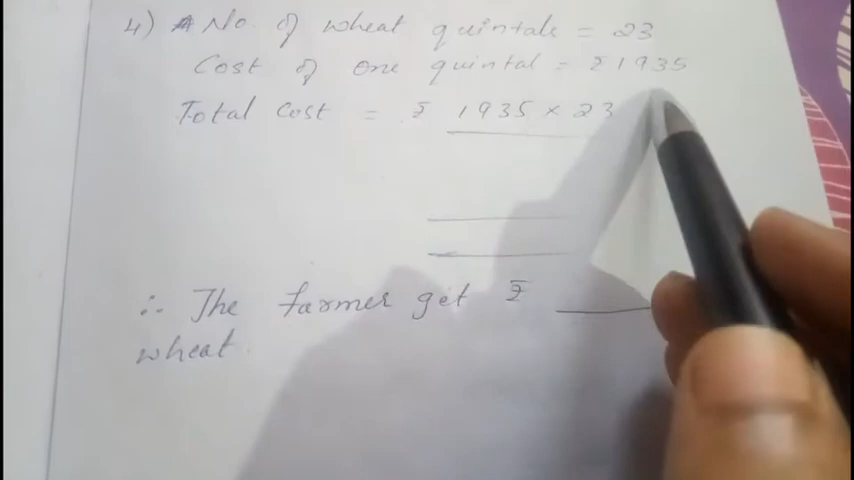 4) No. of wheat quintals = 23
Cost of one quintal = ₹1935
Total Cost = ₹ 1935 × 23
∴ The farmer get ₹
wheat.